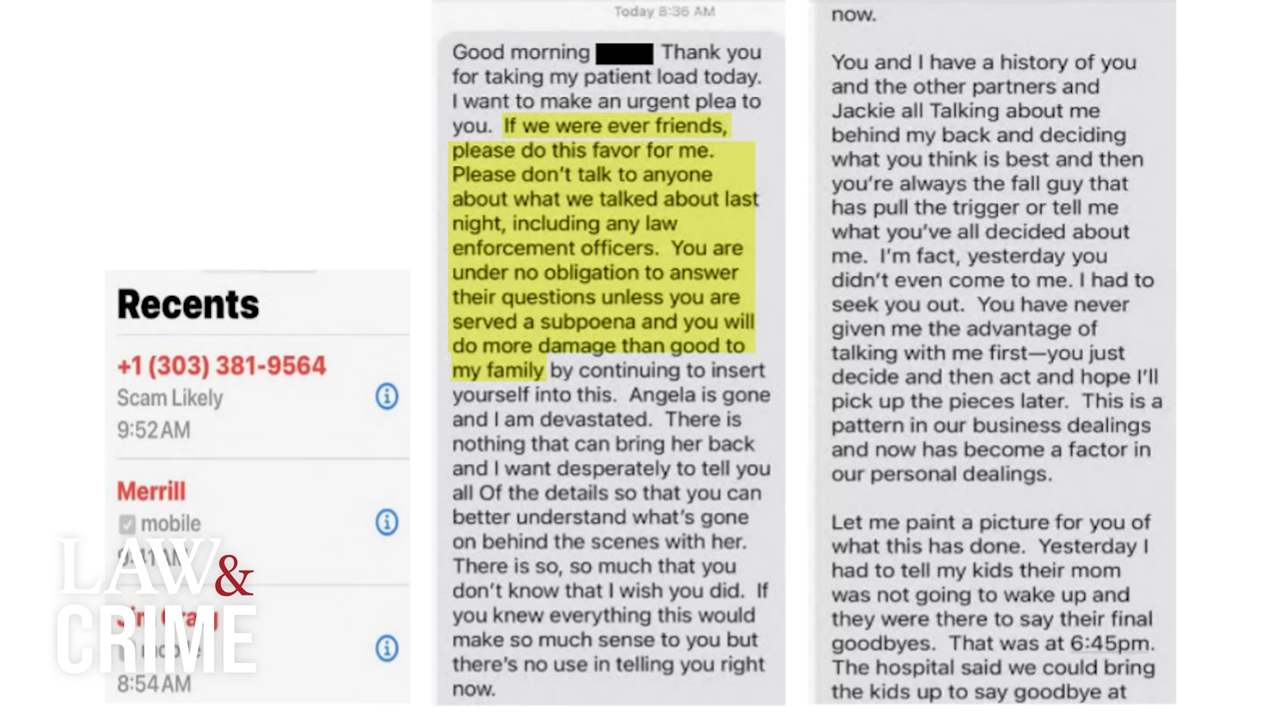 Recents
+1 (303) 381-9564
Scam Likely
9:52 AM
Merrill
mobile
LAW&
CRIME
8:54 AM
Today 8:36 AM
Good morning Thank you
for taking my patient load today.
I want to make an urgent plea to
you. If we were ever friends,
please do this favor for me.
Please don't talk to anyone
about what we talked about last
night, including any law
enforcement officers. You are
under no obligation to answer
their questions unless you are
served a subpoena and you will
do more damage than good to
my family by continuing to insert
yourself into this. Angela is gone
and I am devastated. There is
nothing that can bring her back
and I want desperately to tell you
all Of the details so that you can
better understand what's gone
on behind the scenes with her.
There is so, so much that you
don't know that I wish you did. If
you knew everything this would
make so much sense to you but
there's no use in telling you right
now.
now.
You and I have a history of you
and the other partners and
Jackie all Talking about me
behind my back and deciding
what you think is best and then
you're always the fall guy that
has pull the trigger or tell me
what you've all decided about
me. I'm fact, yesterday you
didn't even come to me. I had to
seek you out. You have never
given me the advantage of
talking with me first—you just
decide and then act and hope I'll
pick up the pieces later. This is a
pattern in our business dealings
and now has become a factor in
our personal dealings.
Let me paint a picture for you of
what this has done. Yesterday I
had to tell my kids their mom
was not going to wake up and
they were there to say their final
goodbyes. That was at 6:45pm.
The hospital said we could bring
the kids up to say goodbye at